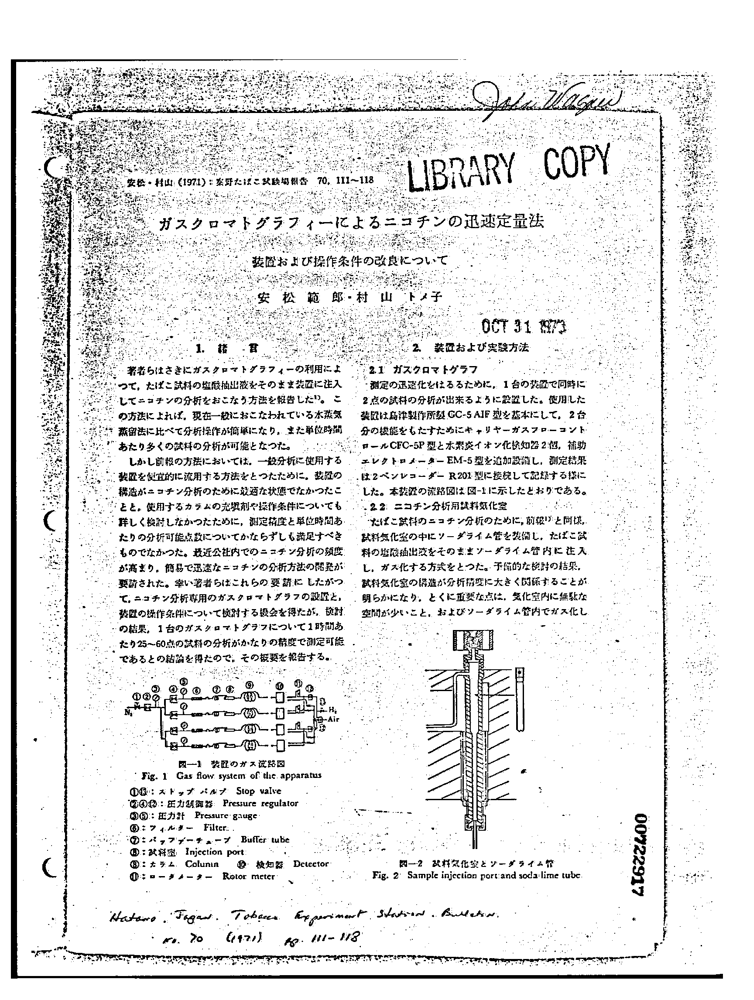 John Wagner
LIBRARY COPY
安松・村山 (1971)：秦野たばこ試験場報告 70, 111〜118
ガスクロマトグラフィーによるニコチンの迅速定量法
装置および操作条件の改良について
安 松 範 郎・村 山 トメ子
OCT 31 1973
1. 緒 言
著者らはさきにガスクロマトグラフィーの利用によ
つて，たばこ試料の塩酸抽出液をそのまま装置に注入
してニコチンの分析をおこなう方法を報告した¹⁾。こ
の方法によれば，現在一般におこなわれている水蒸気
蒸留法に比べて分析操作が簡単になり，また単位時間
あたり多くの試料の分析が可能となつた。
しかし前報の方法においては，一般分析に使用する
装置を便宜的に流用する方法をとつたために，装置の
構造がニコチン分析のために最適な状態でなかつたこ
とと，使用するカラムの充填剤や操作条件についても
詳しく検討しなかつたために，測定精度と単位時間あ
たりの分析可能点数についてかならずしも満足すべき
ものでなかつた。最近公社内でのニコチン分析の頻度
が高まり，簡易で迅速なニコチンの分析方法の開発が
要請された。幸い著者らはこれらの要請にしたがつ
て，ニコチン分析専用のガスクロマトグラフの設置と，
装置の操作条件について検討する機会を得たが，検討
の結果，1台のガスクロマトグラフについて1時間あ
たり25〜60点の試料の分析がかなりの精度で測定可能
であるとの結論を得たので，その概要を報告する。
① ② ③ ④ ⑤ ⑥ ⑦ ⑧ ⑨ ⑩ ⑪ ⑫ ⑬
N₂
H₂
Air
図—1 装置のガス流路図
Fig. 1 Gas flow system of the apparatus
①⑬：ストップ バルブ Stop valve
②④⑫：圧力制御器 Pressure regulator
③⑤：圧力計 Pressure gauge
⑥：フィルター Filter
⑦：バッファーチューブ Buffer tube
⑧：試料室 Injection port
⑨：カラム Column ⑩ 検知器 Detector
⑪：ロータメーター Rotor meter
2. 装置および実験方法
2.1 ガスクロマトグラフ
測定の迅速化をはるために，1台の装置で同時に
2点の試料の分析が出来るように設置した。使用した
装置は島津製作所製 GC-5 AIF 型を基本にして，2台
分の機能をもたすためにキャリヤーガスフローコント
ロールCFC-5P 型と水素炎イオン化検知器2個，補助
エレクトロメーター EM-5 型を追加設備し，測定結果
は2ペンレコーダー R201 型に接続して記録する様に
した。本装置の流路図は図-1に示したとおりである。
2.2 ニコチン分析用試料気化室
たばこ試料のニコチン分析のために，前報¹⁾と同様，
試料気化室の中にソーダライム管を装備し，たばこ試
料の塩酸抽出液をそのままソーダライム管内に注入
し，ガス化する方式をとつた。予備的な検討の結果，
試料気化室の構造が分析精度に大きく関係することが
明らかになり，とくに重要な点は，気化室内に無駄な
空間が少いこと，およびソーダライム管内でガス化し
図—2 試料気化室とソーダライム管
Fig. 2 Sample injection port and soda lime tube
00722917
Hatano, Japan. Tobacco Experiment Station. Bulletin.
no. 70 (1971) pg. 111-118